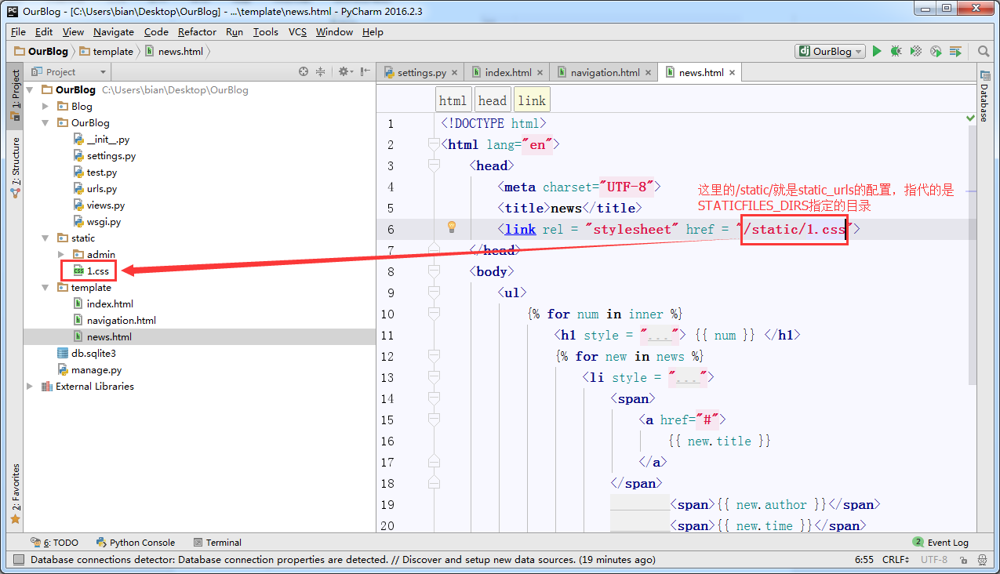 OurBlog - [C:\Users\bian\Desktop\OurBlog] - ...\template\news.html - PyCharm 2016.2.3
File Edit View Navigate Code Refactor Run Tools VCS Window Help
OurBlog template news.html
OurBlog
Project
settings.py index.html navigation.html news.html
1: Project
7: Structure
2: Favorites
Database
OurBlog C:\Users\bian\Desktop\OurBlog
Blog
OurBlog
__init__.py
settings.py
test.py
urls.py
views.py
wsgi.py
static
admin
1.css
template
index.html
navigation.html
news.html
db.sqlite3
manage.py
External Libraries
html head link
1 <!DOCTYPE html>
2 <html lang="en">
3 <head>
4 <meta charset="UTF-8">
5 <title>news</title>
6 <link rel = "stylesheet" href = "/static/1.css">
7 </head>
8 <body>
9 <ul>
10 {% for num in inner %}
11 <h1 style = "..."> {{ num }} </h1>
12 {% for new in news %}
13 <li style = "...">
14 <span>
15 <a href="#">
16 {{ new.title }}
17 </a>
18 </span>
19 <span>{{ new.author }}</span>
20 <span>{{ new.time }}</span>
这里的/static/就是static_urls的配置，指代的是
STATICFILES_DIRS指定的目录
6: TODO Python Console Terminal 2 Event Log
Database connections detector: Database connection properties are detected. // Discover and setup new data sources. (19 minutes ago) 6:55 CRLF UTF-8